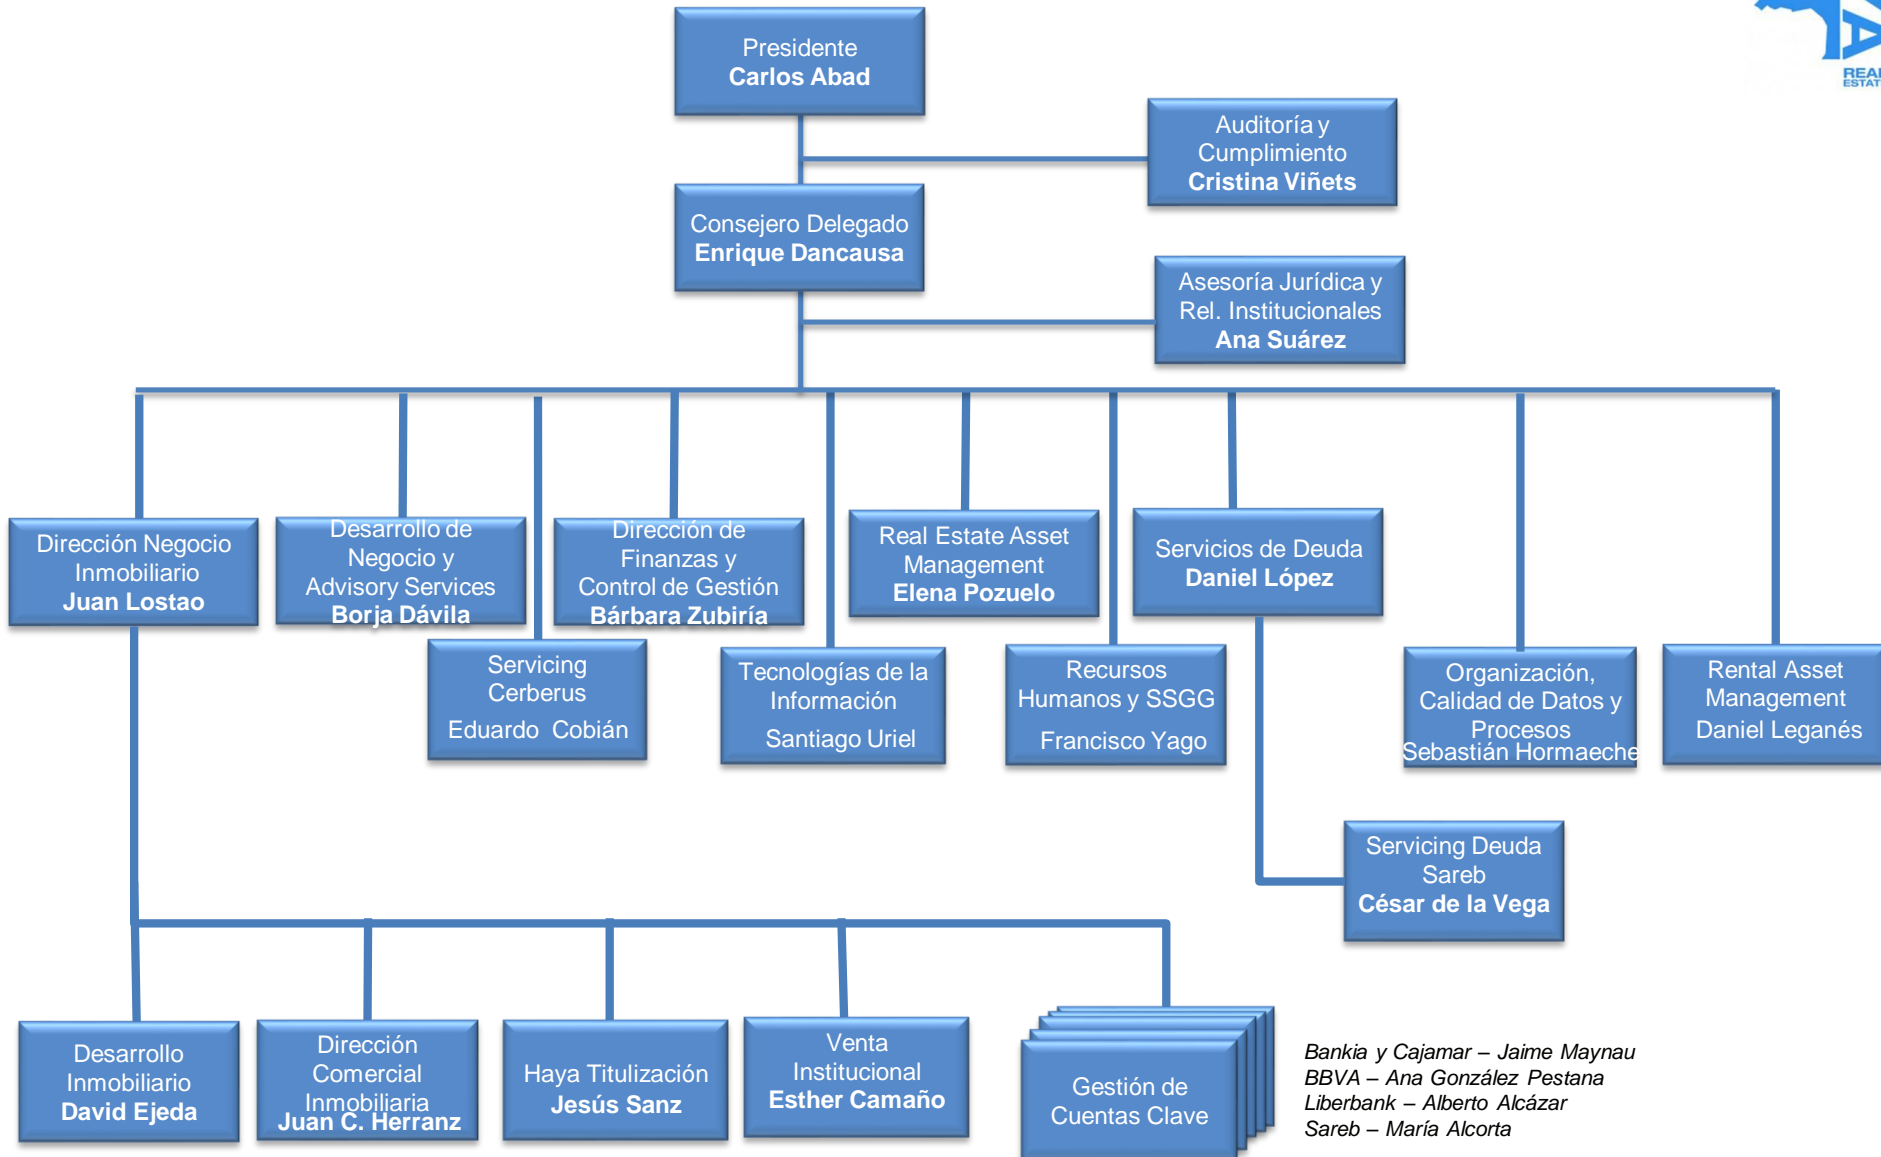 Presidente
Carlos Abad
REAL
ESTATE
Auditoría y
Cumplimiento
Cristina Viñets
Consejero Delegado
Enrique Dancausa
Asesoría Jurídica y
Rel. Institucionales
Ana Suárez
Dirección Negocio
Inmobiliario
Juan Lostao
Desarrollo de
Negocio y
Advisory Services
Borja Dávila
Dirección de
Finanzas y
Control de Gestión
Bárbara Zubiría
Real Estate Asset
Management
Elena Pozuelo
Servicios de Deuda
Daniel López
Servicing
Cerberus
Eduardo Cobián
Tecnologías de la
Información
Santiago Uriel
Recursos
Humanos y SSGG
Francisco Yago
Organización,
Calidad de Datos y
Procesos
Sebastián Hormaeche
Rental Asset
Management
Daniel Leganés
Servicing Deuda
Sareb
César de la Vega
Desarrollo
Inmobiliario
David Ejeda
Dirección
Comercial
Inmobiliaria
Juan C. Herranz
Haya Titulización
Jesús Sanz
Venta
Institucional
Esther Camaño
Gestión de
Cuentas Clave
Bankia y Cajamar – Jaime Maynau
BBVA – Ana González Pestana
Liberbank – Alberto Alcázar
Sareb – María Alcorta